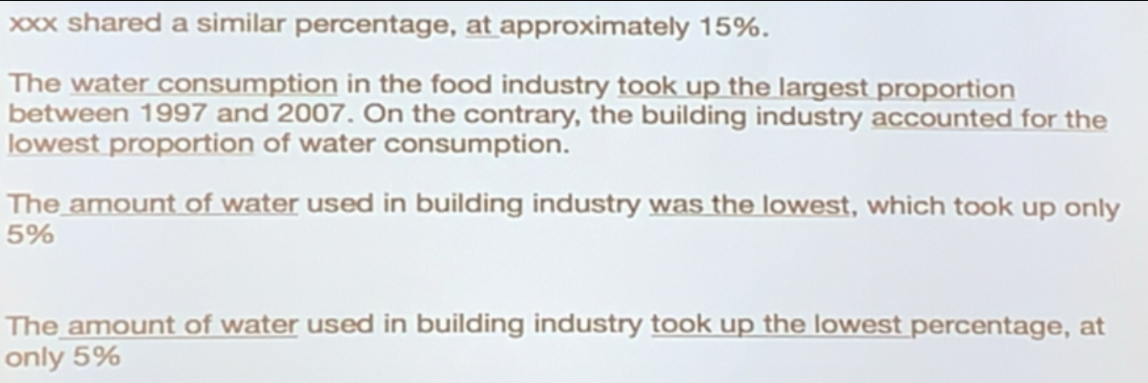 xxx shared a similar percentage, at approximately 15%.
The water consumption in the food industry took up the largest proportion
between 1997 and 2007. On the contrary, the building industry accounted for the
lowest proportion of water consumption.
The amount of water used in building industry was the lowest, which took up only
5%
The amount of water used in building industry took up the lowest percentage, at
only 5%